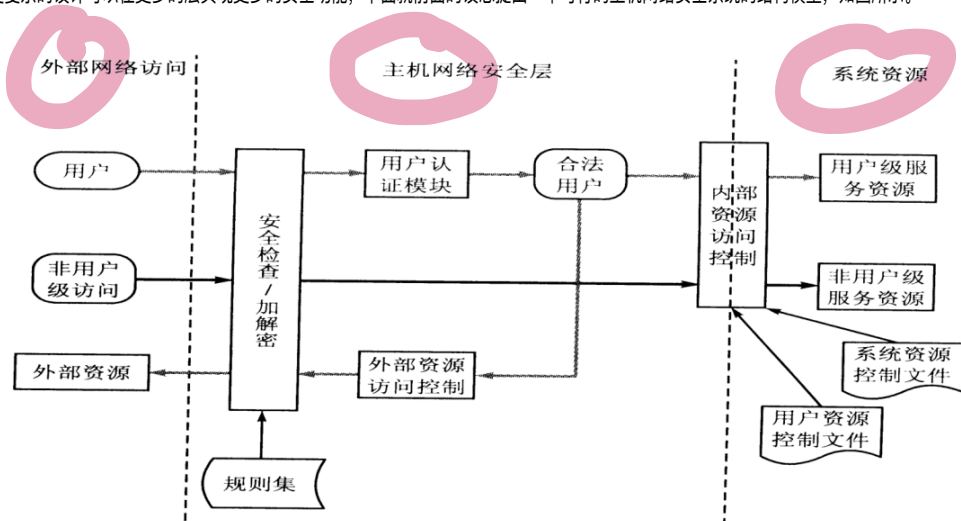 外部网络访问
主机网络安全层
系统资源
用户
用户认
证模块
合法
用户
用户级服
务资源
内部
资源
访问
控制
安全检查/加解密
非用户
级访问
非用户级
服务资源
外部资源
外部资源
访问控制
系统资源
控制文件
用户资源
控制文件
规则集